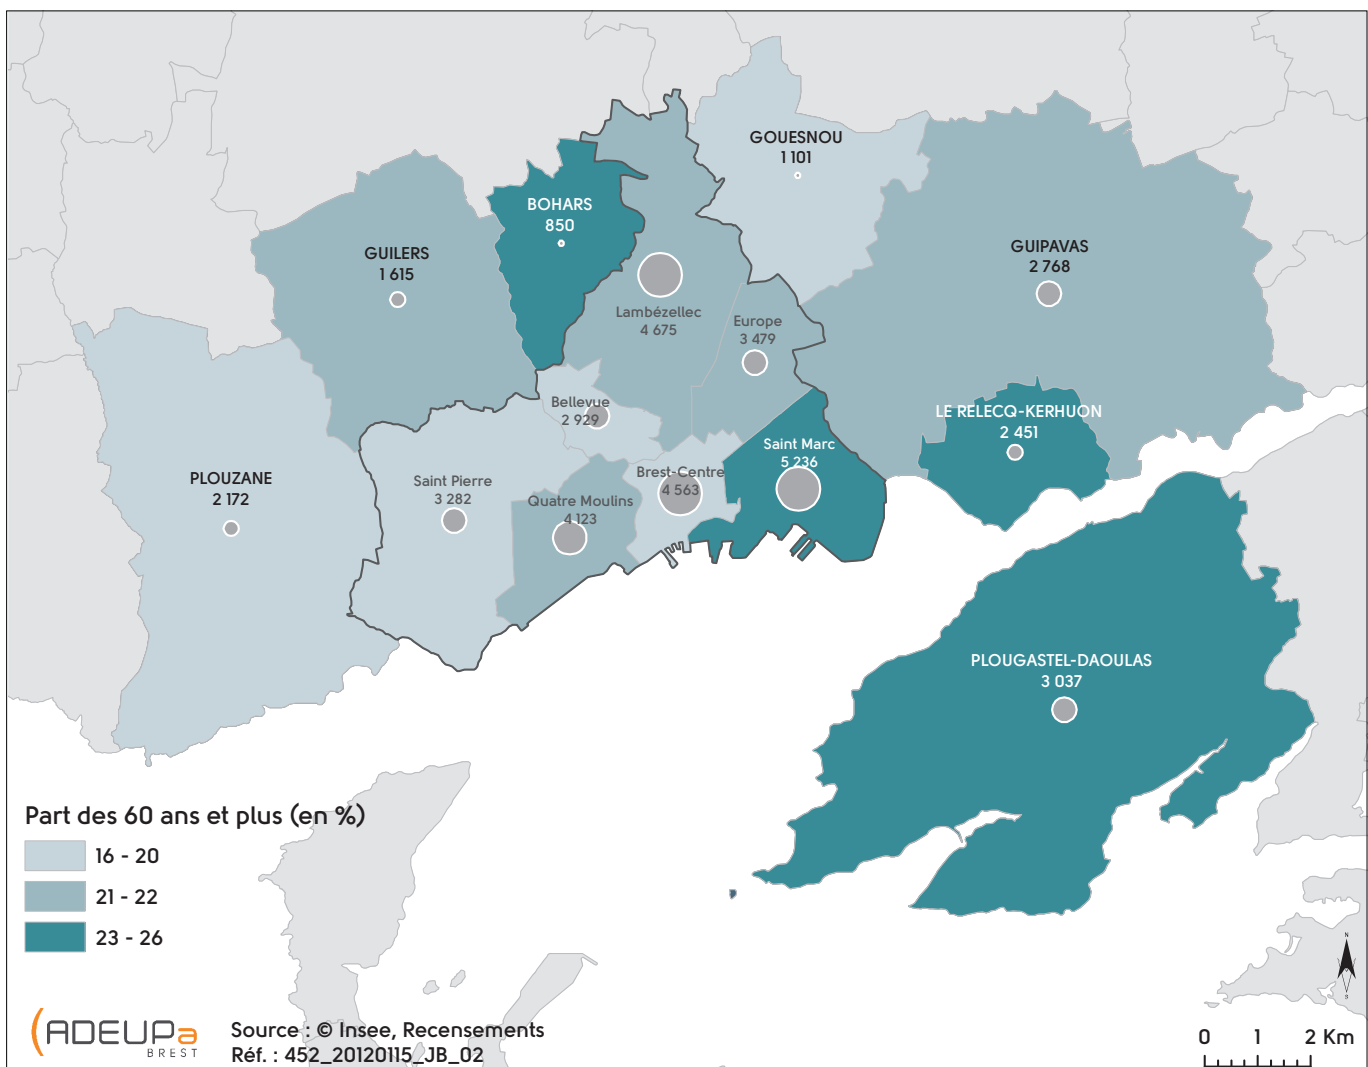 GOUESNOU
1 101
BOHARS
850
GUILERS
1 615
GUIPAVAS
2 768
Lambézellec
4 675
Europe
3 479
Bellevue
2 929
LE RELECQ-KERHUON
2 451
Saint Marc
5 236
PLOUZANE
2 172
Saint Pierre
3 282
Brest-Centre
4 563
Quatre Moulins
4 123
PLOUGASTEL-DAOULAS
3 037
Part des 60 ans et plus (en %)
16 - 20
21 - 22
23 - 26
N
S
ADEUPa
BREST
Source : © Insee, Recensements
Réf. : 452_20120115_JB_02
0 1 2 Km